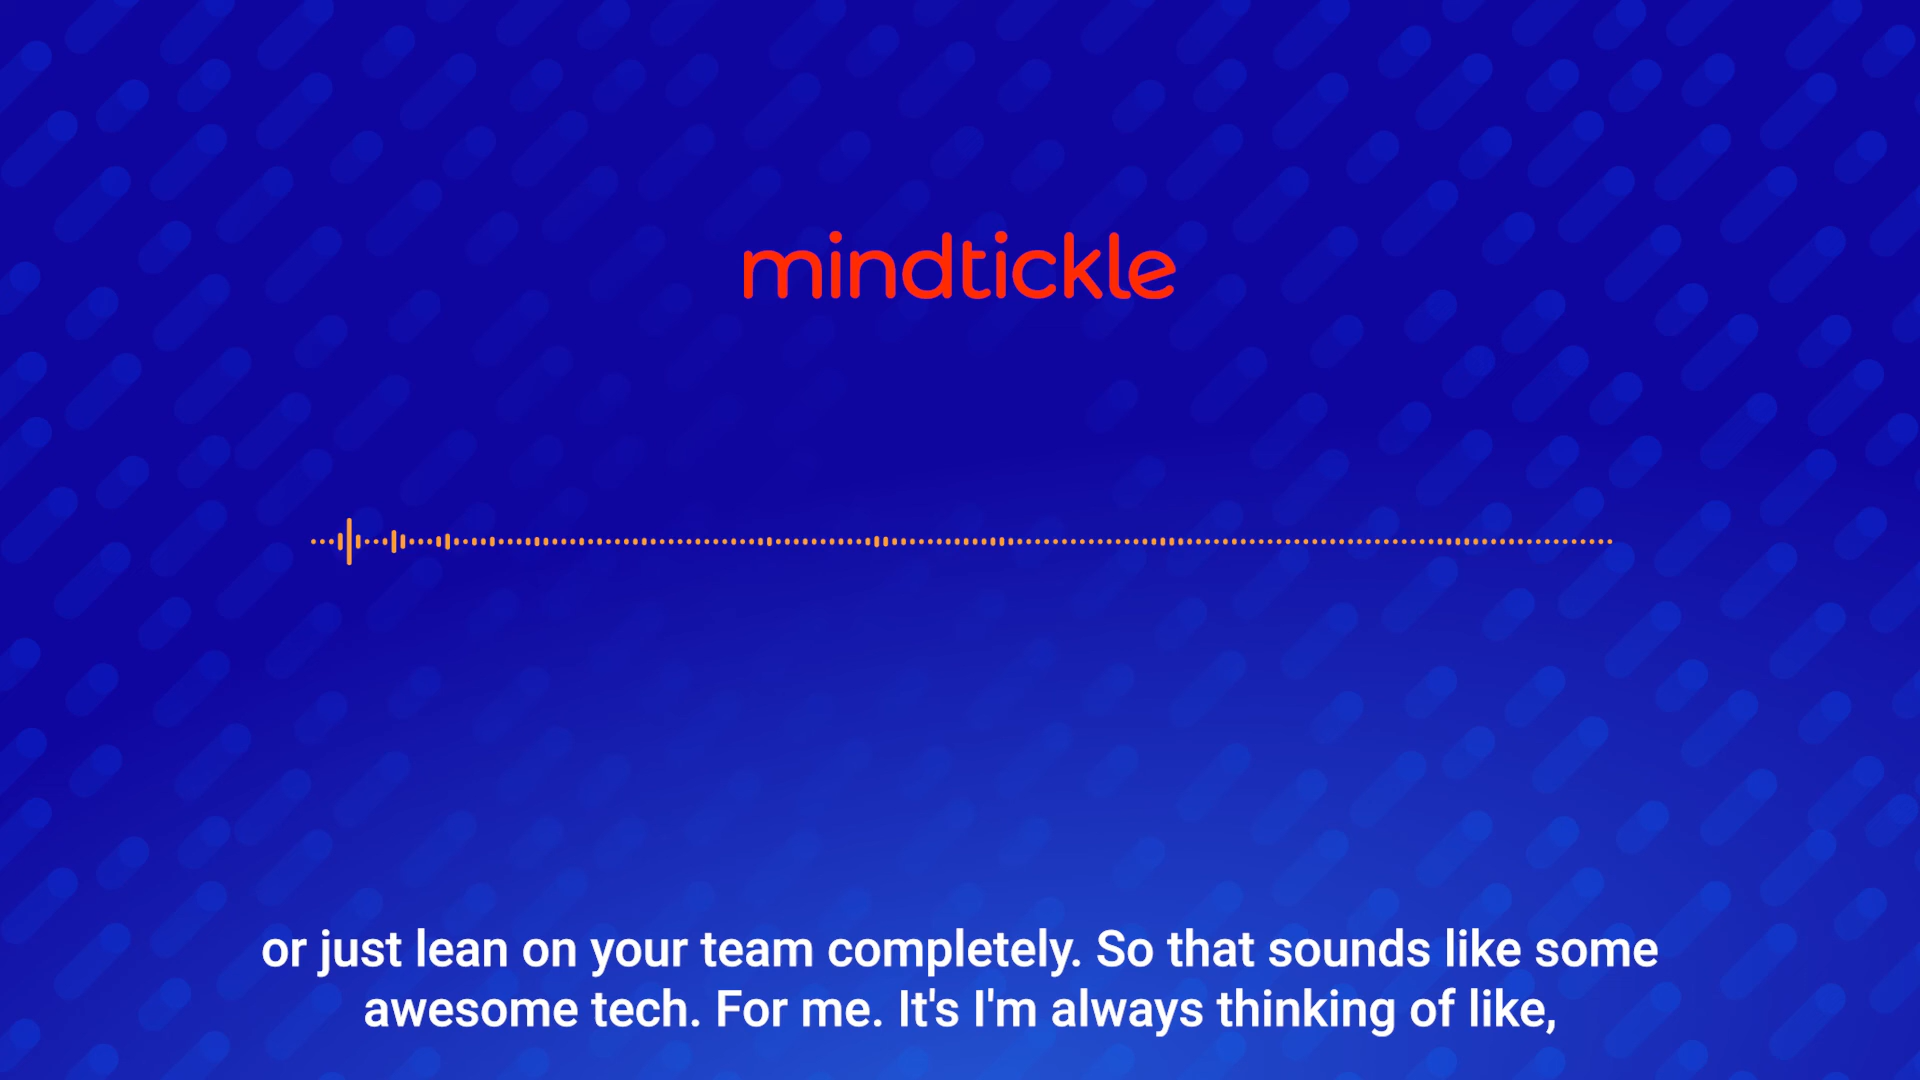 mindtickle
or just lean on your team completely. So that sounds like some
awesome tech. For me. It's I'm always thinking of like,